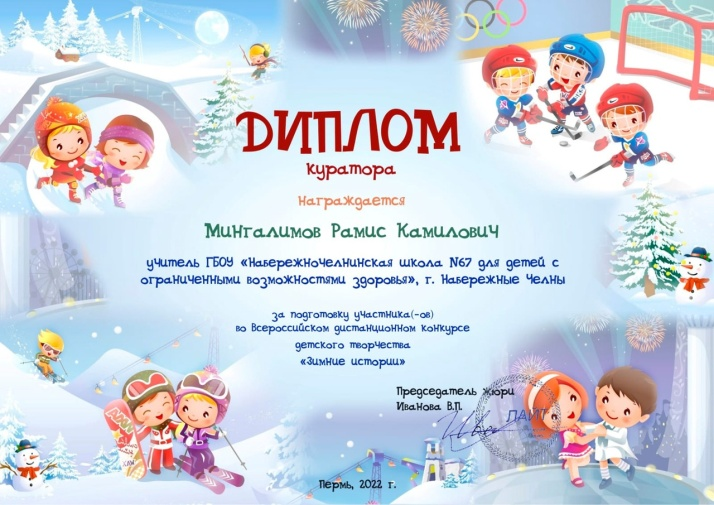 ДИПЛОМ
куратора
Награждается
Мингалимов Рамис Камилович
учитель ГБОУ «Набережночелнинская школа №67 для детей с
ограниченными возможностями здоровья», г. Набережные Челны
за подготовку участника(-ов)
во Всероссийском дистанционном конкурсе
детского творчества
«Зимние истории»
Председатель жюри
Иванова В.П.
ЛАЙТ
Пермь, 2022 г.